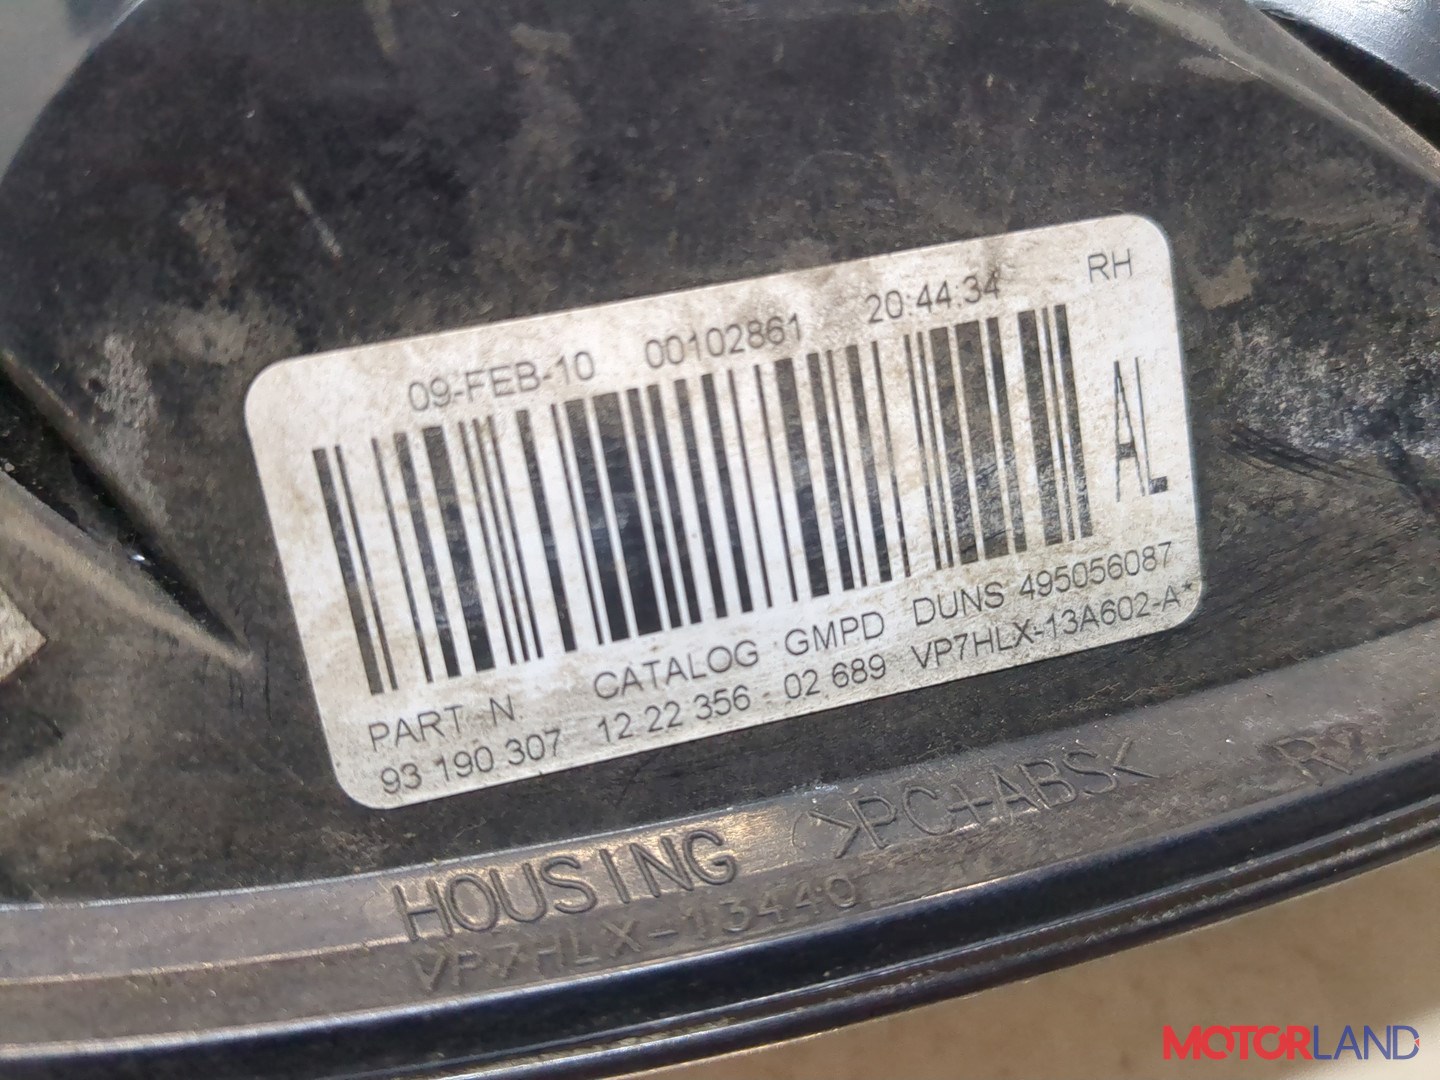 09-FEB-10 00102861 20:44:34 RH
AL
PART N. CATALOG GMPD DUNS 495056087
93 190 307 12 22 356 - 02.689 VP7HLX-13A602-A*
HOUSING >PC+ABS<
VP7HLX-13440
MOTORLAND